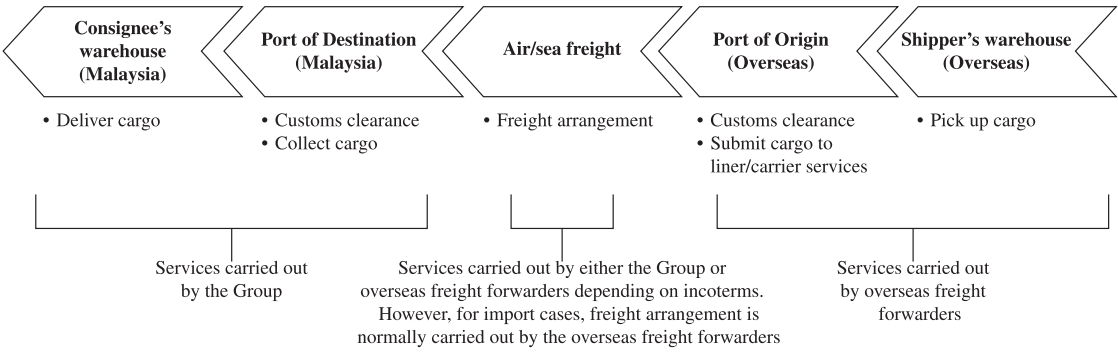 Consignee's
warehouse
(Malaysia)
Port of Destination
(Malaysia)
Air/sea freight
Port of Origin
(Overseas)
Shipper's warehouse
(Overseas)
• Deliver cargo
• Customs clearance
• Collect cargo
• Freight arrangement
• Customs clearance
• Submit cargo to
liner/carrier services
• Pick up cargo
Services carried out
by the Group
Services carried out by either the Group or
overseas freight forwarders depending on incoterms.
However, for import cases, freight arrangement is
normally carried out by the overseas freight forwarders
Services carried out
by overseas freight
forwarders